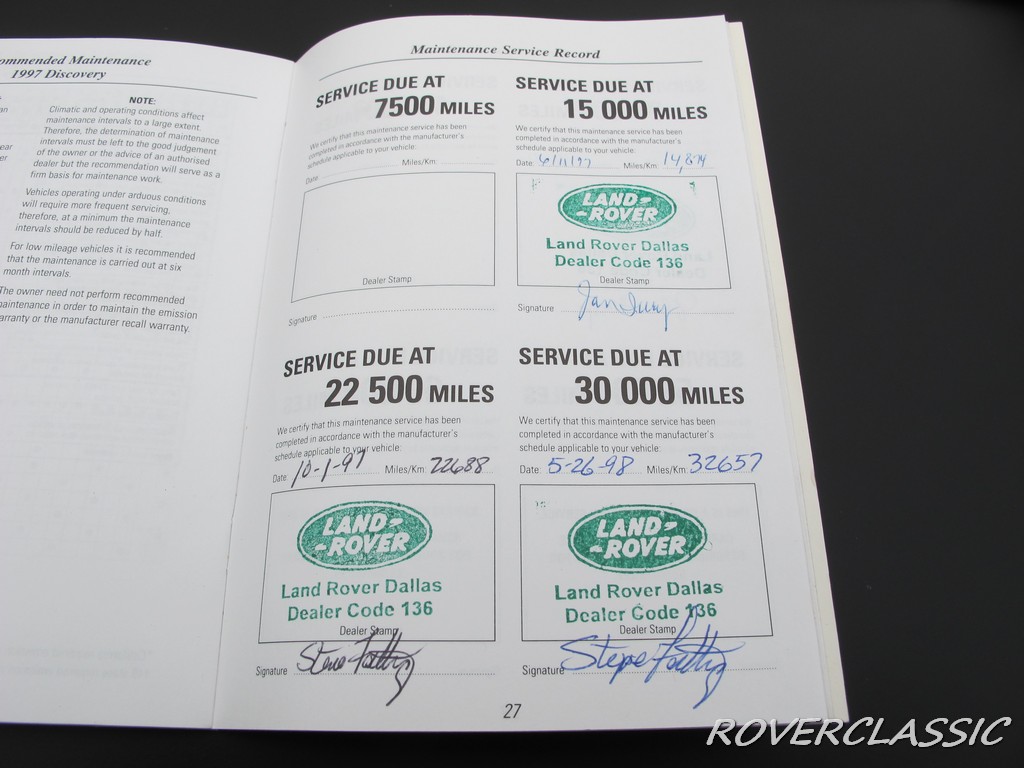 ommended Maintenance
1997 Discovery
NOTE:
Climatic and operating conditions affect
maintenance intervals to a large extent.
Therefore, the determination of maintenance
intervals must be left to the good judgement
of the owner or the advice of an authorised
dealer but the recommendation will serve as a
firm basis for maintenance work.
Vehicles operating under arduous conditions
will require more frequent servicing,
therefore, at a minimum the maintenance
intervals should be reduced by half.
For low mileage vehicles it is recommended
that the maintenance is carried out at six
month intervals.
The owner need not perform recommended
maintenance in order to maintain the emission
arranty or the manufacturer recall warranty.
Maintenance Service Record
SERVICE DUE AT
7500 MILES
We certify that this maintenance service has been
completed in accordance with the manufacturer's
schedule applicable to your vehicle:
Date Miles/Km:
Dealer Stamp
Signature
SERVICE DUE AT
15 000 MILES
We certify that this maintenance service has been
completed in accordance with the manufacturer's
schedule applicable to your vehicle:
Date: 6/11/97 Miles/Km: 14,874
LAND-
-ROVER
Land Rover Dallas
Dealer Code 136
Dealer Stamp
Signature
SERVICE DUE AT
22 500 MILES
We certify that this maintenance service has been
completed in accordance with the manufacturer's
schedule applicable to your vehicle:
Date: 10-1-97 Miles/Km: 22688
LAND-
-ROVER
Land Rover Dallas
Dealer Code 136
Dealer Stamp
Signature Steve
SERVICE DUE AT
30 000 MILES
We certify that this maintenance service has been
completed in accordance with the manufacturer's
schedule applicable to your vehicle:
Date: 5-26-98 Miles/Km: 32657
LAND-
-ROVER
Land Rover Dallas
Dealer Code 136
Dealer Stamp
Signature Steve
27
ROVERCLASSIC